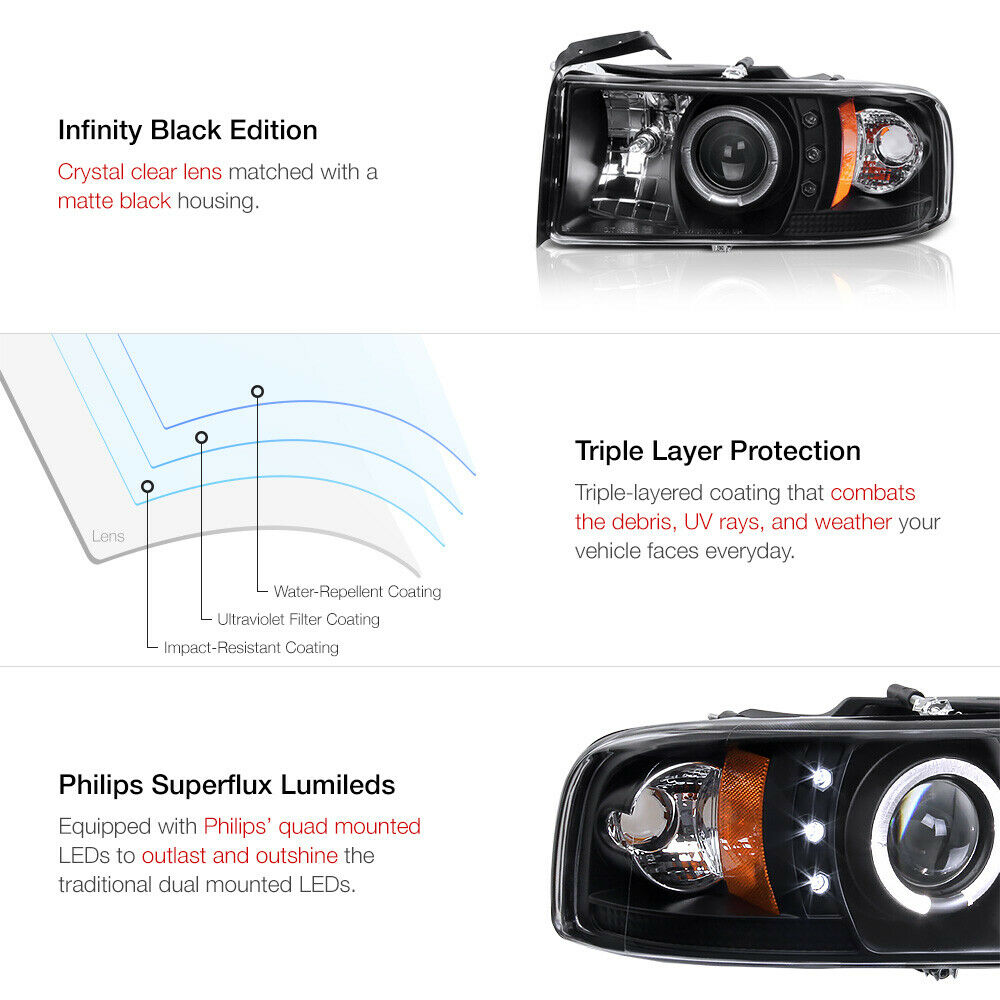 Infinity Black Edition
Crystal clear lens matched with a
matte black housing.
Triple Layer Protection
Triple-layered coating that combats
the debris, UV rays, and weather your
vehicle faces everyday.
Lens
Water-Repellent Coating
Ultraviolet Filter Coating
Impact-Resistant Coating
Philips Superflux Lumileds
Equipped with Philips’ quad mounted
LEDs to outlast and outshine the
traditional dual mounted LEDs.